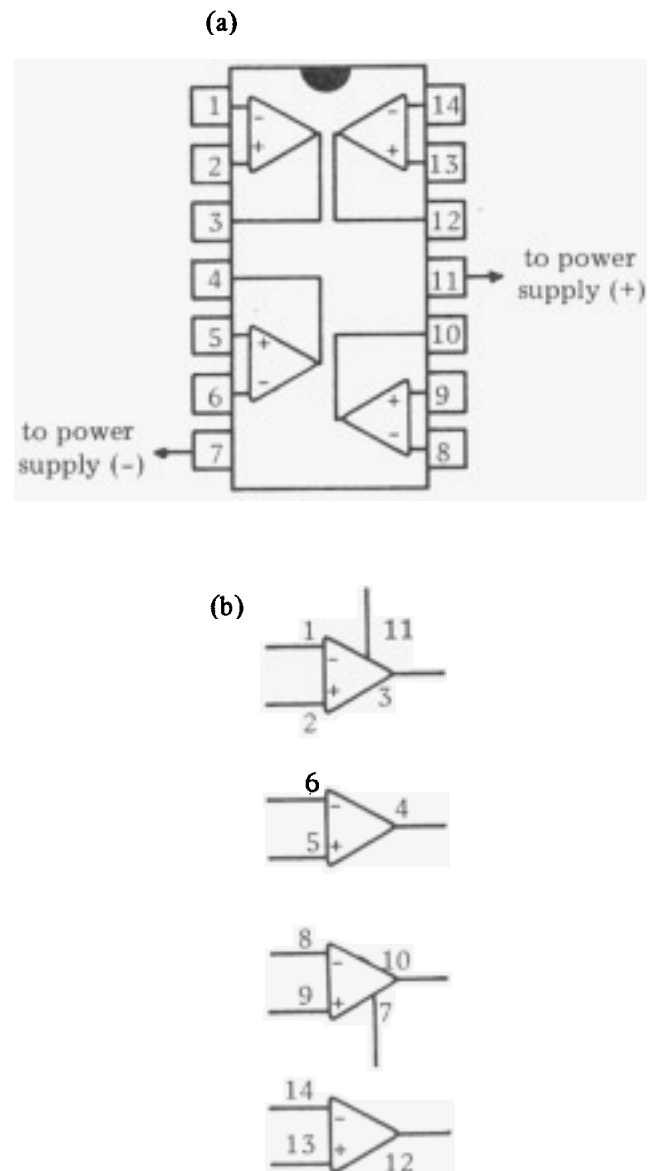 (a)
1 - - 14
2 + + 13
3 12
4 11 to power
supply (+)
5 + 10
6 - + 9
to power
supply (-) 7 - 8
(b)
1 11
-
+ 3
2
6 4
-
5 +
8 10
-
9 + 7
14
-
13 +
12